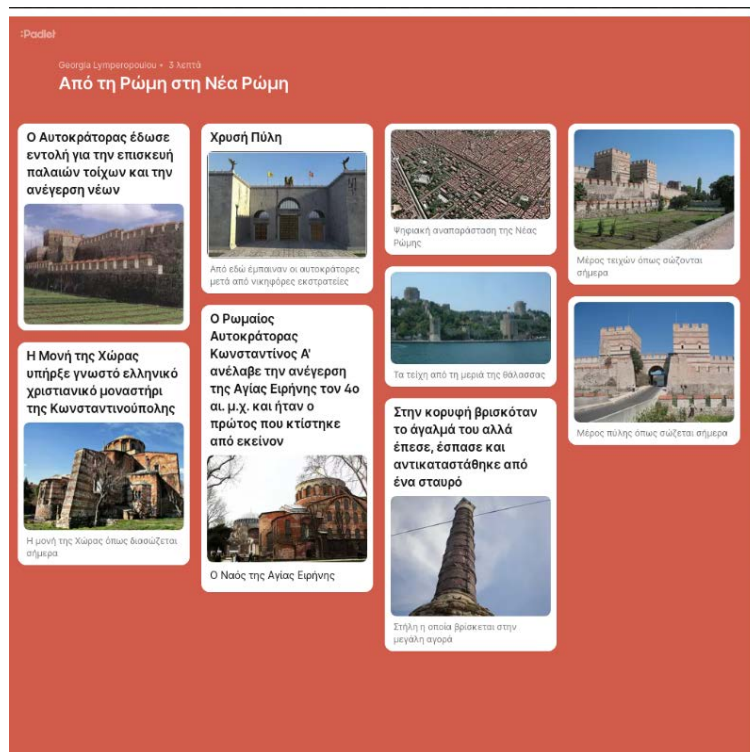 :Padlet
Georgia Lymperopoulou • 3 λεπτά
Από τη Ρώμη στη Νέα Ρώμη
Ο Αυτοκράτορας έδωσε
εντολή για την επισκευή
παλαιών τοίχων και την
ανέγερση νέων
Η Μονή της Χώρας
υπήρξε γνωστό ελληνικό
χριστιανικό μοναστήρι
της Κωνσταντινούπολης
Η μονή της Χώρας όπως διασώζεται
σήμερα
Χρυσή Πύλη
Από εδώ έμπαιναν οι αυτοκράτορες
μετά από νικηφόρες εκστρατείες
Ο Ρωμαίος
Αυτοκράτορας
Κωνσταντίνος Α'
ανέλαβε την ανέγερση
της Αγίας Ειρήνης τον 4ο
αι. μ.χ. και ήταν ο
πρώτος που κτίστηκε
από εκείνον
Ο Ναός της Αγίας Ειρήνης
Ψηφιακή αναπαράσταση της Νέας
Ρώμης
Τα τείχη από τη μεριά της θάλασσας
Στην κορυφή βρισκόταν
το άγαλμά του αλλά
έπεσε, έσπασε και
αντικαταστάθηκε από
ένα σταυρό
Στήλη η οποία βρίσκεται στην
μεγάλη αγορά
Μέρος τειχών όπως σώζονται
σήμερα
Μέρος πύλης όπως σώζεται σήμερα